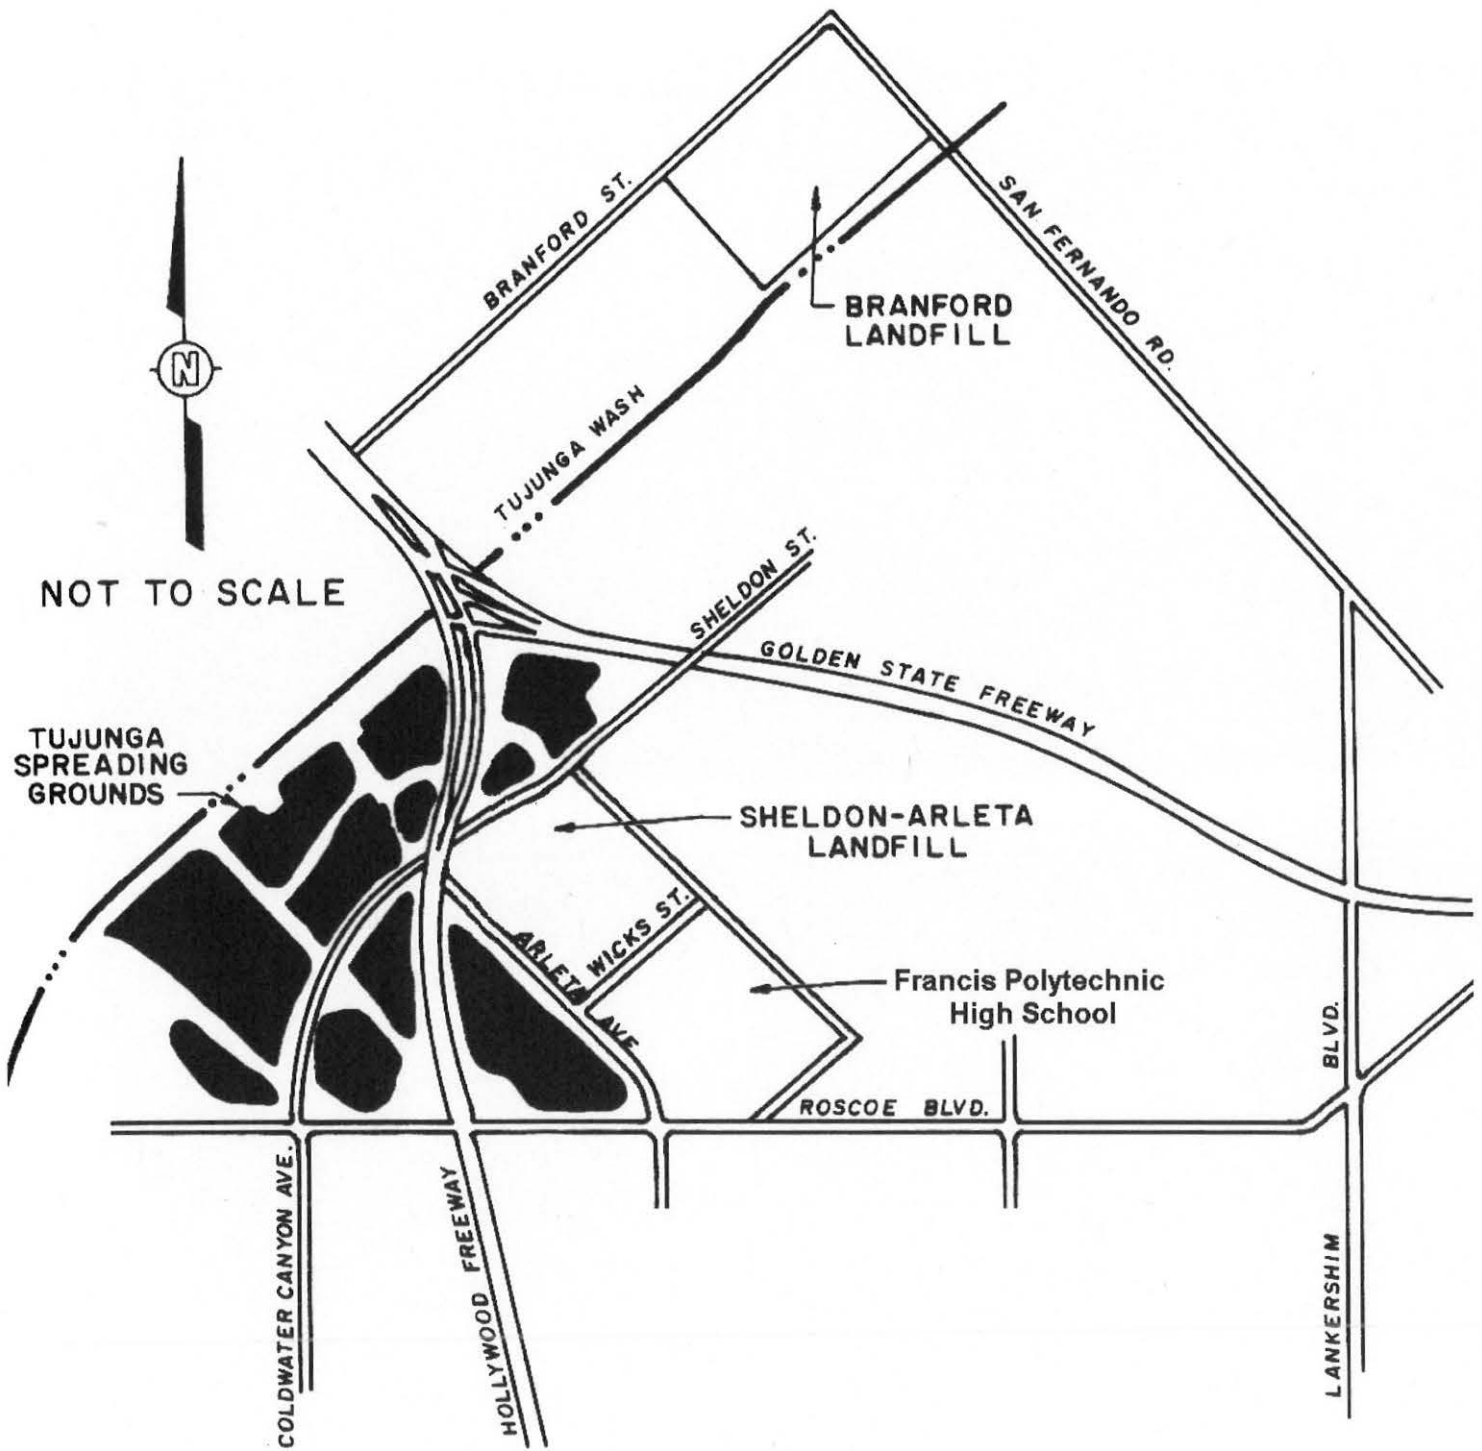 BRANFORD ST.
SAN FERNANDO RD.
BRANFORD
LANDFILL
N
TUJUNGA WASH
NOT TO SCALE
SHELDON ST.
GOLDEN STATE FREEWAY
TUJUNGA
SPREADING
GROUNDS
SHELDON-ARLETA
LANDFILL
ARLETA AVE
WICKS ST.
Francis Polytechnic
High School
ROSCOE BLVD.
COLDWATER CANYON AVE.
HOLLYWOOD FREEWAY
LANKERSHIM BLVD.